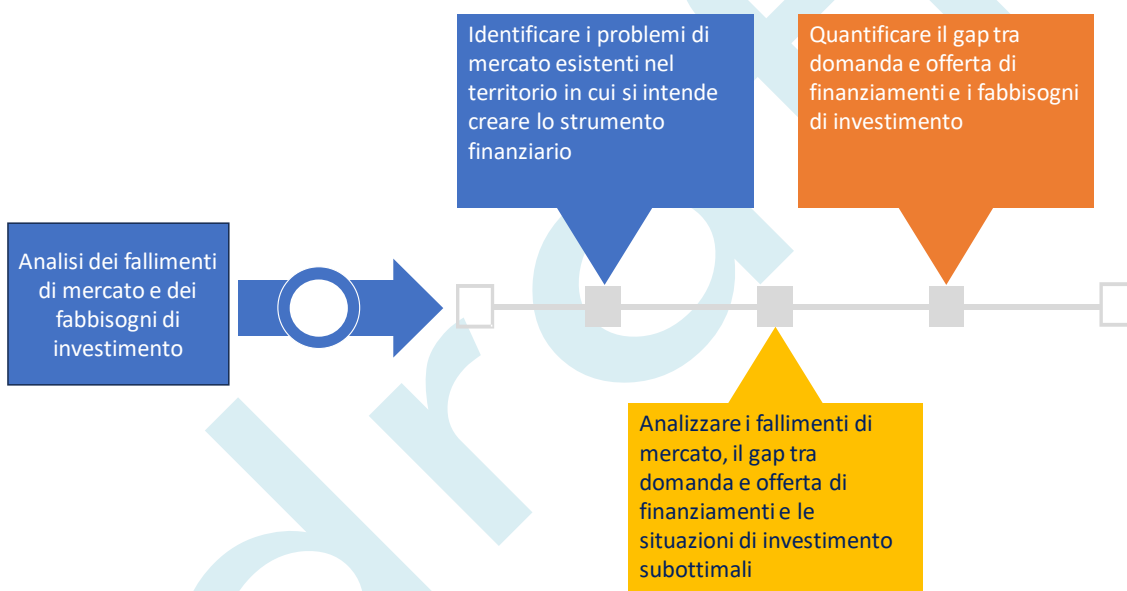 Analisi dei fallimenti
di mercato e dei
fabbisogni di
investimento
Identificare i problemi di
mercato esistenti nel
territorio in cui si intende
creare lo strumento
finanziario
Analizzare i fallimenti di
mercato, il gap tra
domanda e offerta di
finanziamenti e le
situazioni di investimento
subottimali
Quantificare il gap tra
domanda e offerta di
finanziamenti e i fabbisogni
di investimento